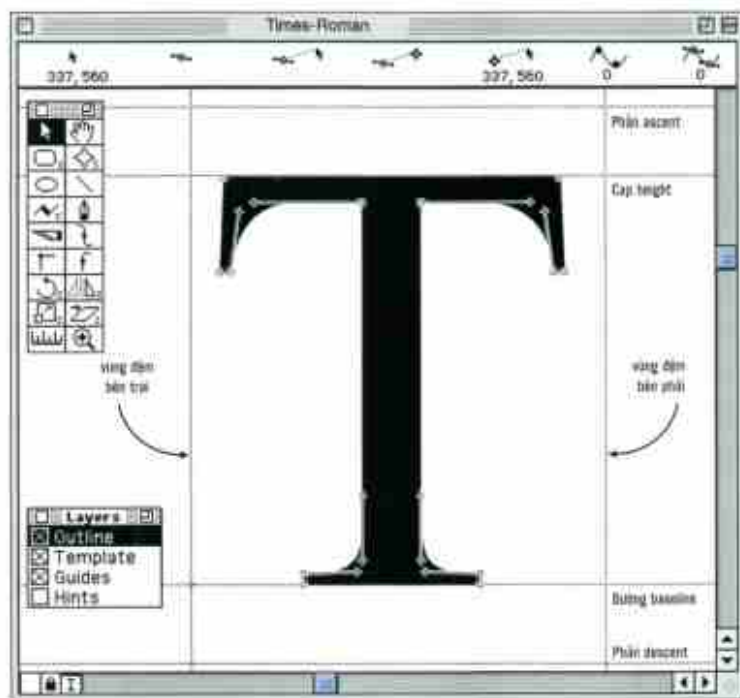 Times-Roman
337, 560
337, 560
0
0
Phần ascent
Cap height
vùng đệm
bên trái
vùng đệm
bên phải
Layers
Outline
Template
Guides
Hints
Đường baseline
Phần descent